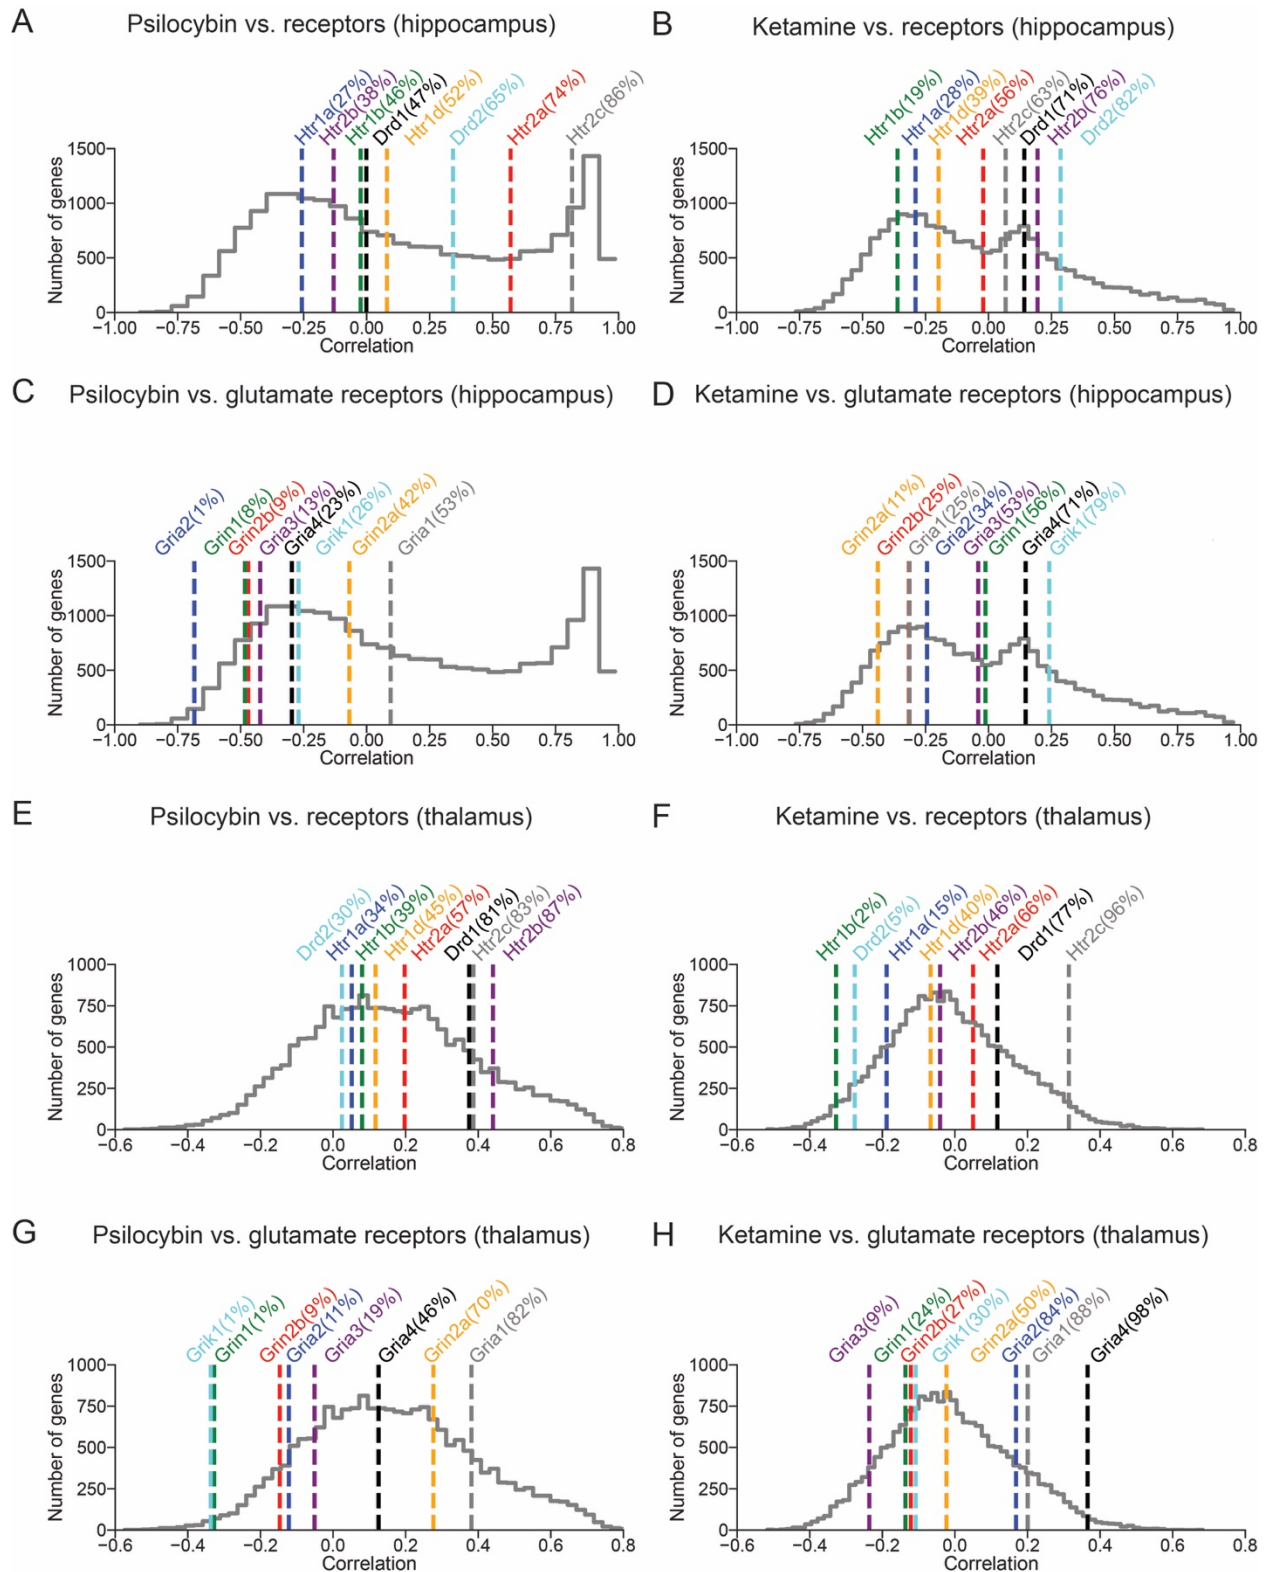 A
Psilocybin vs. receptors (hippocampus)
Htr1a(27%)
Htr2b(38%)
Htr1b(46%)
Drd1(47%)
Htr1d(52%)
Drd2(65%)
Htr2a(74%)
Htr2c(86%)
Number of genes
1500
1000
500
0
−1.00 −0.75 −0.50 −0.25 0.00 0.25 0.50 0.75 1.00
Correlation
B
Ketamine vs. receptors (hippocampus)
Htr1b(19%)
Htr1a(28%)
Htr1d(39%)
Htr2a(56%)
Htr2c(63%)
Drd1(71%)
Htr2b(76%)
Drd2(82%)
Number of genes
1500
1000
500
0
−1.00 −0.75 −0.50 −0.25 0.00 0.25 0.50 0.75 1.00
Correlation
C
Psilocybin vs. glutamate receptors (hippocampus)
Gria2(1%)
Grin1(8%)
Grin2b(9%)
Gria3(13%)
Gria4(23%)
Grik1(26%)
Grin2a(42%)
Gria1(53%)
Number of genes
1500
1000
500
0
−1.00 −0.75 −0.50 −0.25 0.00 0.25 0.50 0.75 1.00
Correlation
D
Ketamine vs. glutamate receptors (hippocampus)
Grin2a(11%)
Grin2b(25%)
Gria1(25%)
Gria2(34%)
Gria3(53%)
Grin1(56%)
Gria4(71%)
Grik1(79%)
Number of genes
1500
1000
500
0
−1.00 −0.75 −0.50 −0.25 0.00 0.25 0.50 0.75 1.00
Correlation
E
Psilocybin vs. receptors (thalamus)
Drd2(30%)
Htr1a(34%)
Htr1b(39%)
Htr1d(45%)
Htr2a(57%)
Drd1(81%)
Htr2c(83%)
Htr2b(87%)
Number of genes
1000
750
500
250
0
−0.6 −0.4 −0.2 0.0 0.2 0.4 0.6 0.8
Correlation
F
Ketamine vs. receptors (thalamus)
Htr1b(2%)
Drd2(5%)
Htr1a(15%)
Htr1d(40%)
Htr2b(46%)
Htr2a(66%)
Drd1(77%)
Htr2c(96%)
Number of genes
1000
750
500
250
0
−0.6 −0.4 −0.2 0.0 0.2 0.4 0.6 0.8
Correlation
G
Psilocybin vs. glutamate receptors (thalamus)
Grik1(1%)
Grin1(1%)
Grin2b(9%)
Gria2(11%)
Gria3(19%)
Gria4(46%)
Grin2a(70%)
Gria1(82%)
Number of genes
1000
750
500
250
0
−0.6 −0.4 −0.2 0.0 0.2 0.4 0.6 0.8
Correlation
H
Ketamine vs. glutamate receptors (thalamus)
Gria3(9%)
Grin1(24%)
Grin2b(27%)
Grik1(30%)
Grin2a(50%)
Gria2(84%)
Gria1(88%)
Gria4(98%)
Number of genes
1000
750
500
250
0
−0.6 −0.4 −0.2 0.0 0.2 0.4 0.6 0.8
Correlation